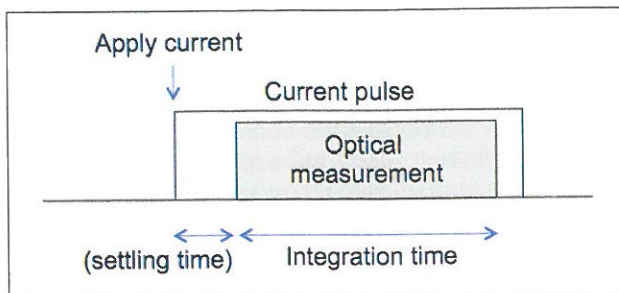 Apply current
Current pulse
Optical
measurement
(settling time)
Integration time